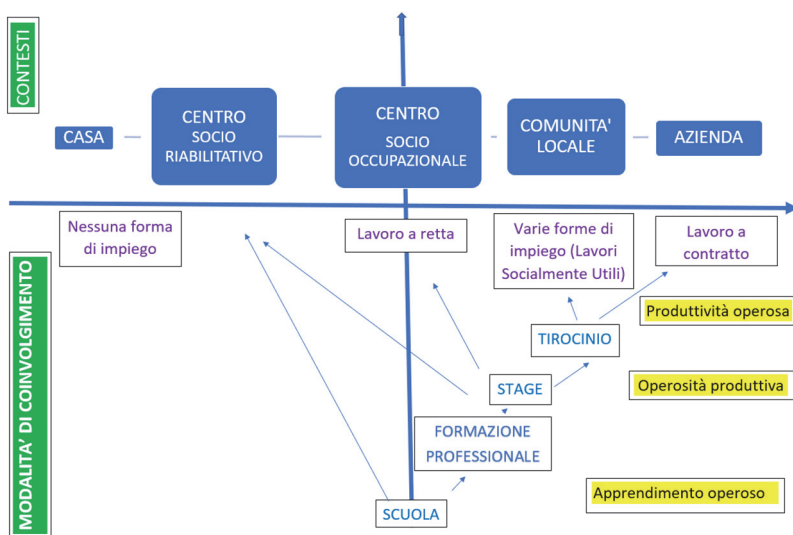 CONTESTI
CASA
CENTRO
SOCIO
RIABILITATIVO
CENTRO
SOCIO
OCCUPAZIONALE
COMUNITA'
LOCALE
AZIENDA
MODALITA' DI COINVOLGIMENTO
Nessuna forma
di impiego
Lavoro a retta
Varie forme di
impiego (Lavori
Socialmente Utili)
Lavoro a
contratto
Produttività operosa
TIROCINIO
Operosità produttiva
STAGE
FORMAZIONE
PROFESSIONALE
Apprendimento operoso
SCUOLA